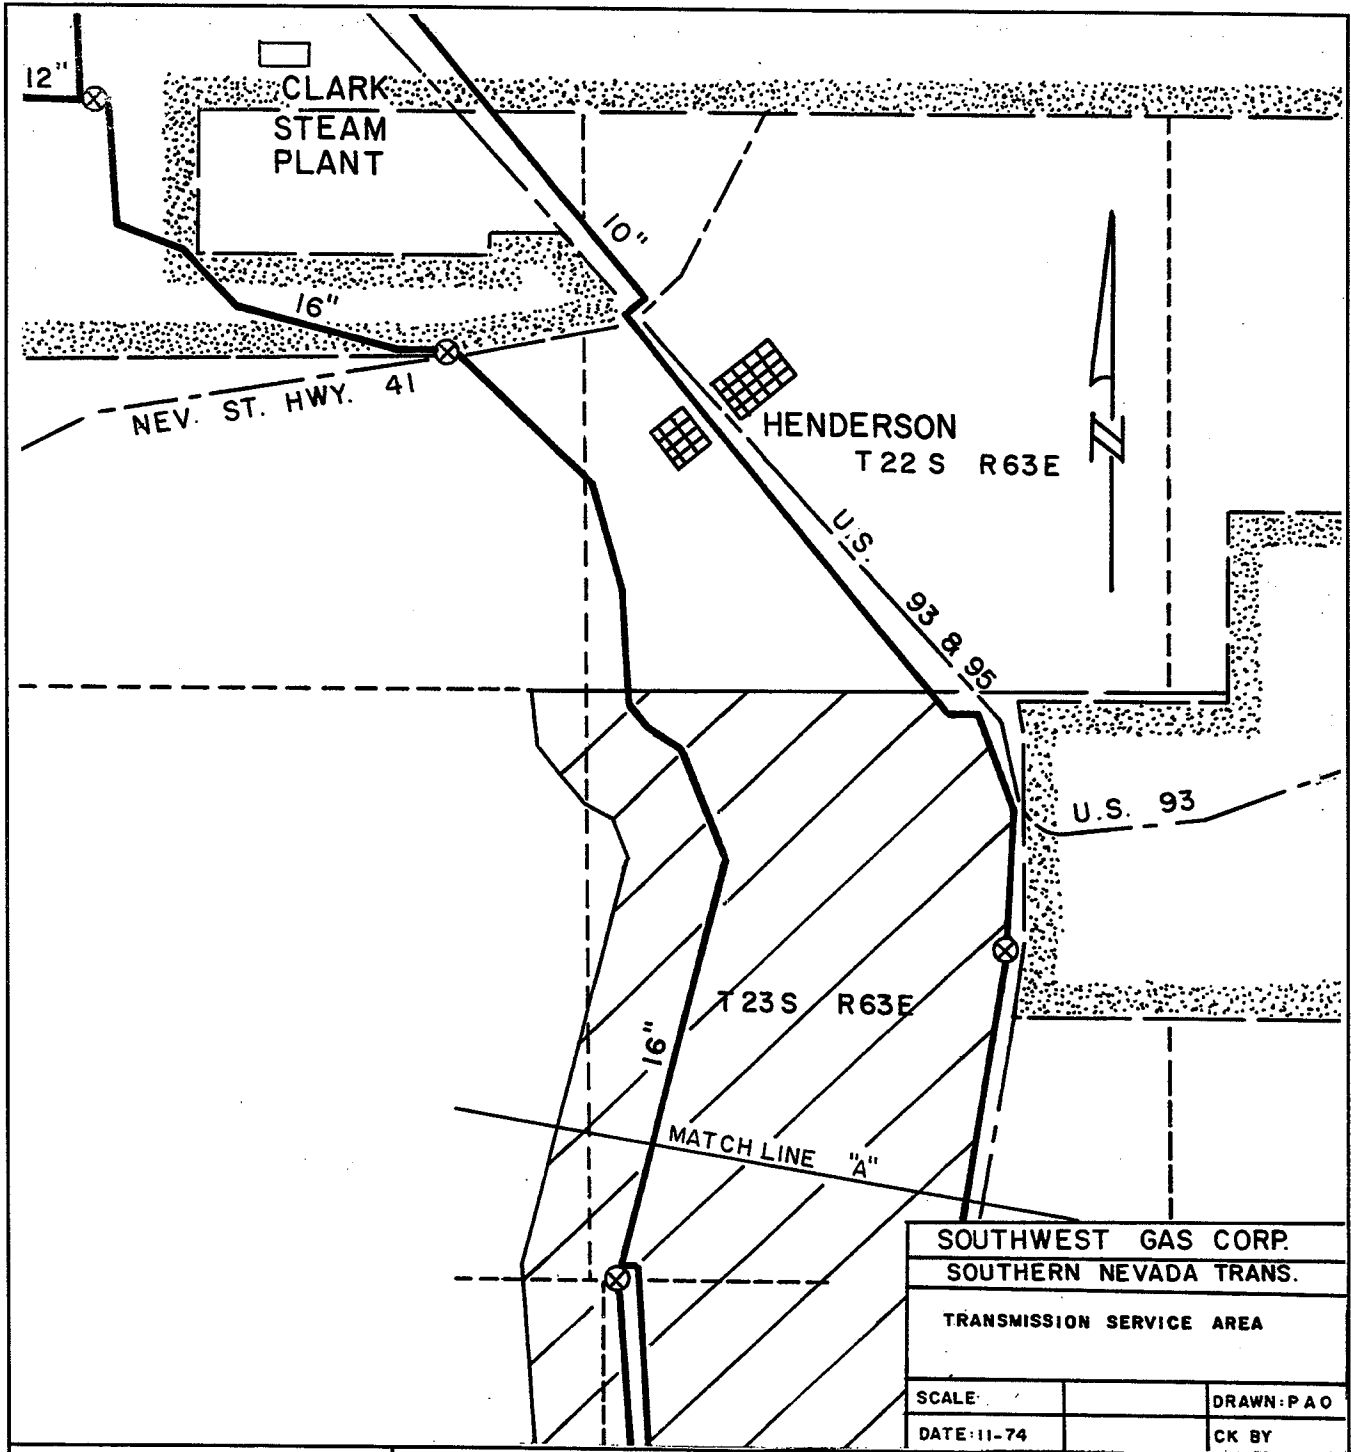 12"
CLARK
STEAM
PLANT
10"
16"
NEV. ST. HWY. 41
HENDERSON
T22S R63E
N
U.S. 93 & 95
U.S. 93
T23S R63E
16"
MATCH LINE "A"
SOUTHWEST GAS CORP.
SOUTHERN NEVADA TRANS.
TRANSMISSION SERVICE AREA
SCALE:
DRAWN: PAO
DATE: 11-74
CK BY